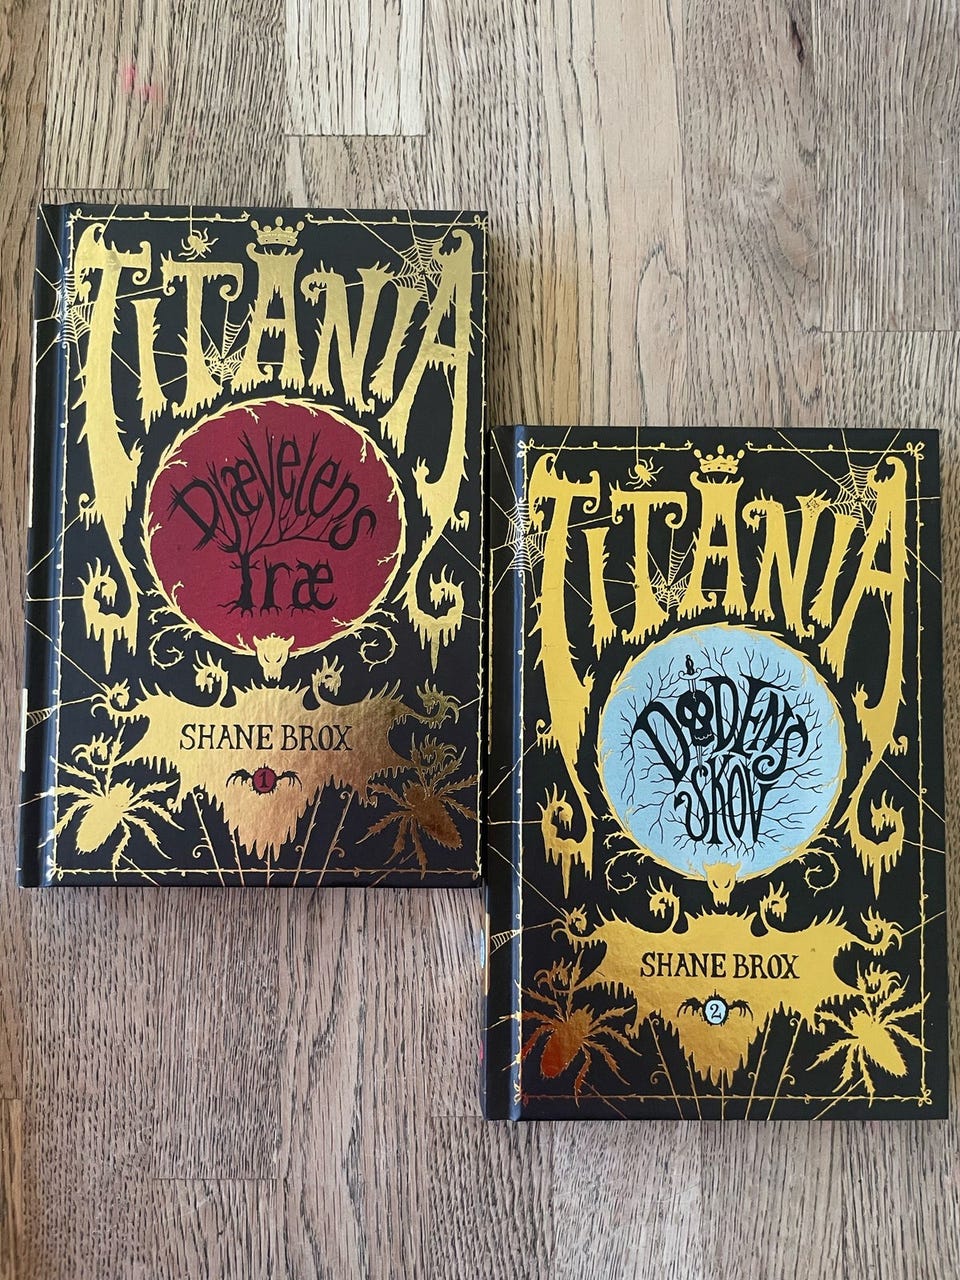 TITANIA
Djævelens
Træ
SHANE BROX
1
TITANIA
DØDENS
SKOV
SHANE BROX
2